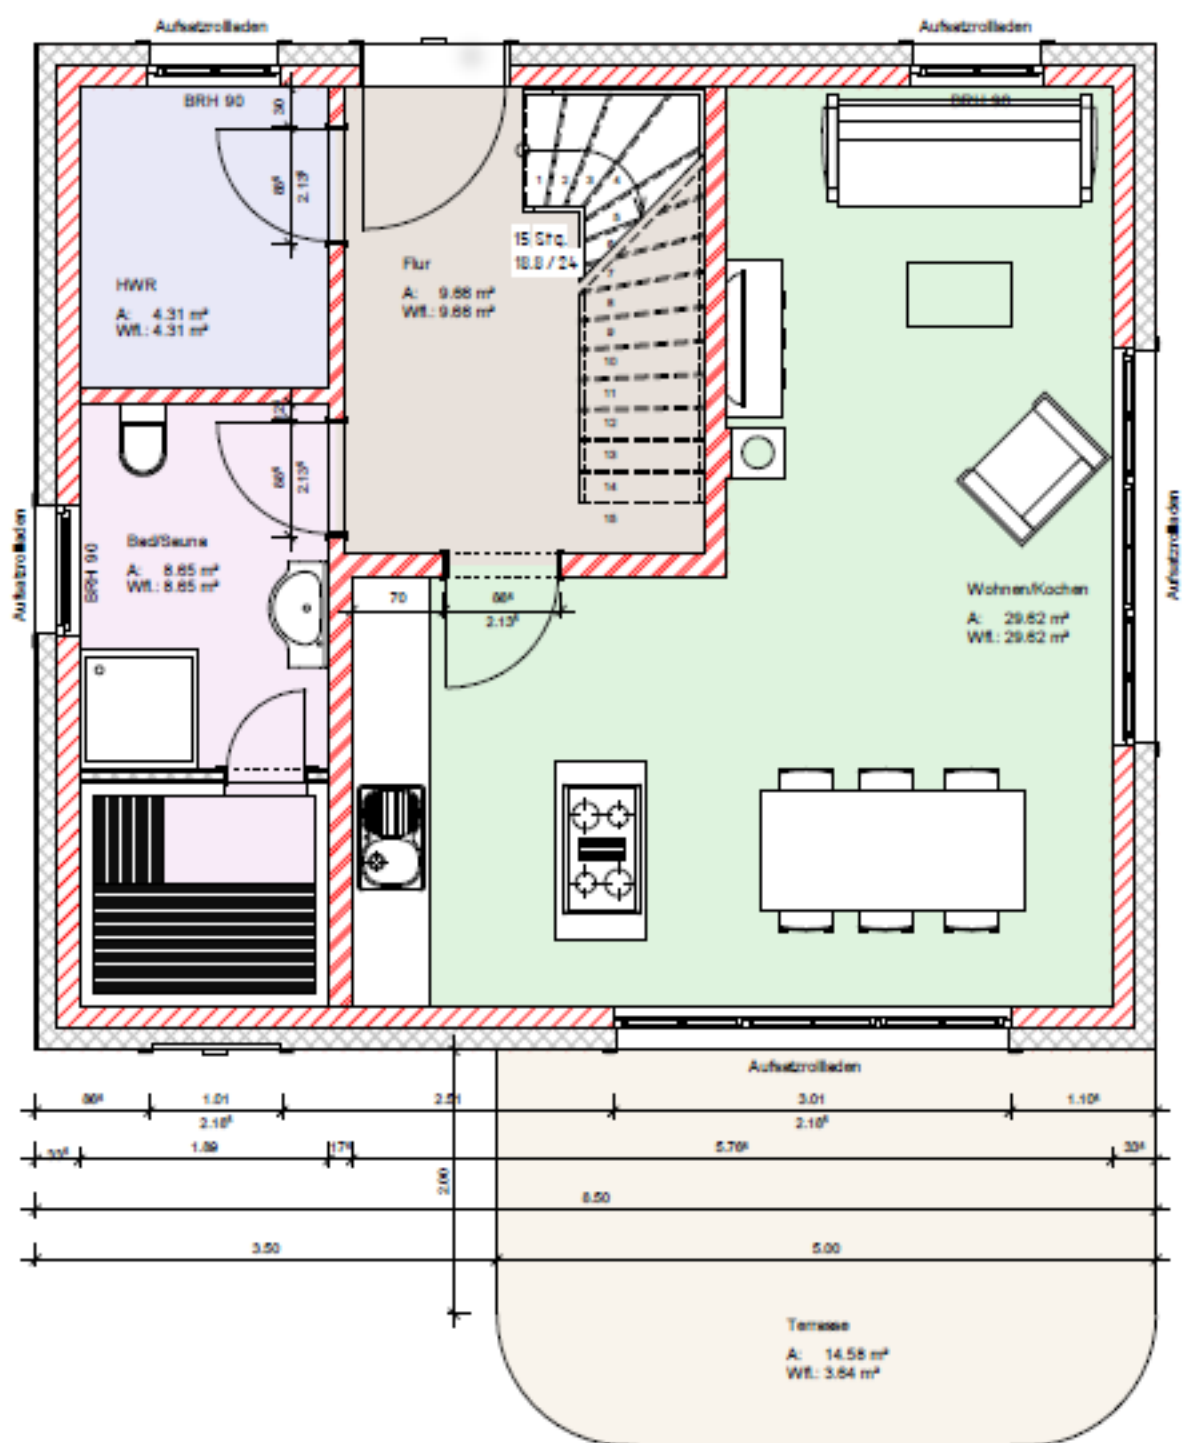 Aufsatzrollladen
Aufsatzrollladen
BRH 90
BRH 90
30
88⁵
2.13⁵
1 2 3 4
5
6
7
8
9
10
11
12
13
14
15
15 Stg.
18.8 / 24
Flur
A: 9.66 m²
Wfl.: 9.66 m²
HWR
A: 4.31 m²
Wfl.: 4.31 m²
88⁵
2.13⁵
Aufsatzrollladen
BRH 90
Bad/Sauna
A: 8.65 m²
Wfl.: 8.65 m²
Aufsatzrollladen
Wohnen/Kochen
A: 29.62 m²
Wfl.: 29.62 m²
70
88⁵
2.13⁵
Aufsatzrollladen
1.01
2.51
3.01
1.10⁵
2.18⁵
2.18⁵
1.89
17⁵
5.76⁵
33⁵
2.00
8.50
3.50
5.00
Terrasse
A: 14.58 m²
Wfl.: 3.64 m²